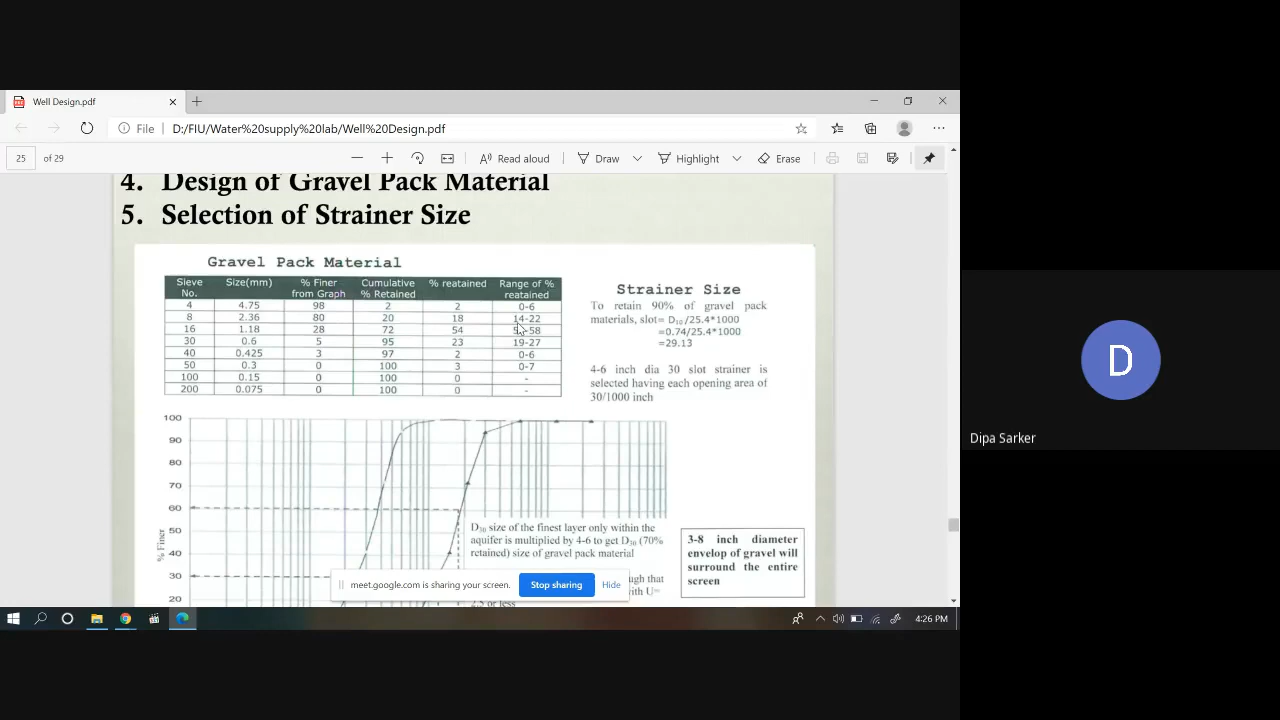 Well Design.pdf
File
D:/FIU/Water%20supply%20lab/Well%20Design.pdf
25 of 29
Read aloud
Draw
Highlight
Erase
4. Design of Gravel Pack Material
5. Selection of Strainer Size
Gravel Pack Material
Sieve No. Size(mm) % Finer from Graph Cumulative % Retained % reatained Range of % reatained
4 4.75 98 2 2 0-6
8 2.36 80 20 18 14-22
16 1.18 28 72 54 -58
30 0.6 5 95 23 19-27
40 0.425 3 97 2 0-6
50 0.3 0 100 3 0-7
100 0.15 0 100 0 -
200 0.075 0 100 0 -
Strainer Size
To retain 90% of gravel pack
materials, slot= D10/25.4*1000
=0.74/25.4*1000
=29.13
4-6 inch dia 30 slot strainer is
selected having each opening area of
30/1000 inch
100
90
80
70
60
50
40
30
20
% Finer
D30 size of the finest layer only within the
aquifer is multiplied by 4-6 to get D30 (70%
retained) size of gravel pack material
ugh that
with U=
2.5 or less
3-8 inch diameter
envelop of gravel will
surround the entire
screen
meet.google.com is sharing your screen.
Stop sharing
Hide
4:26 PM
D
Dipa Sarker